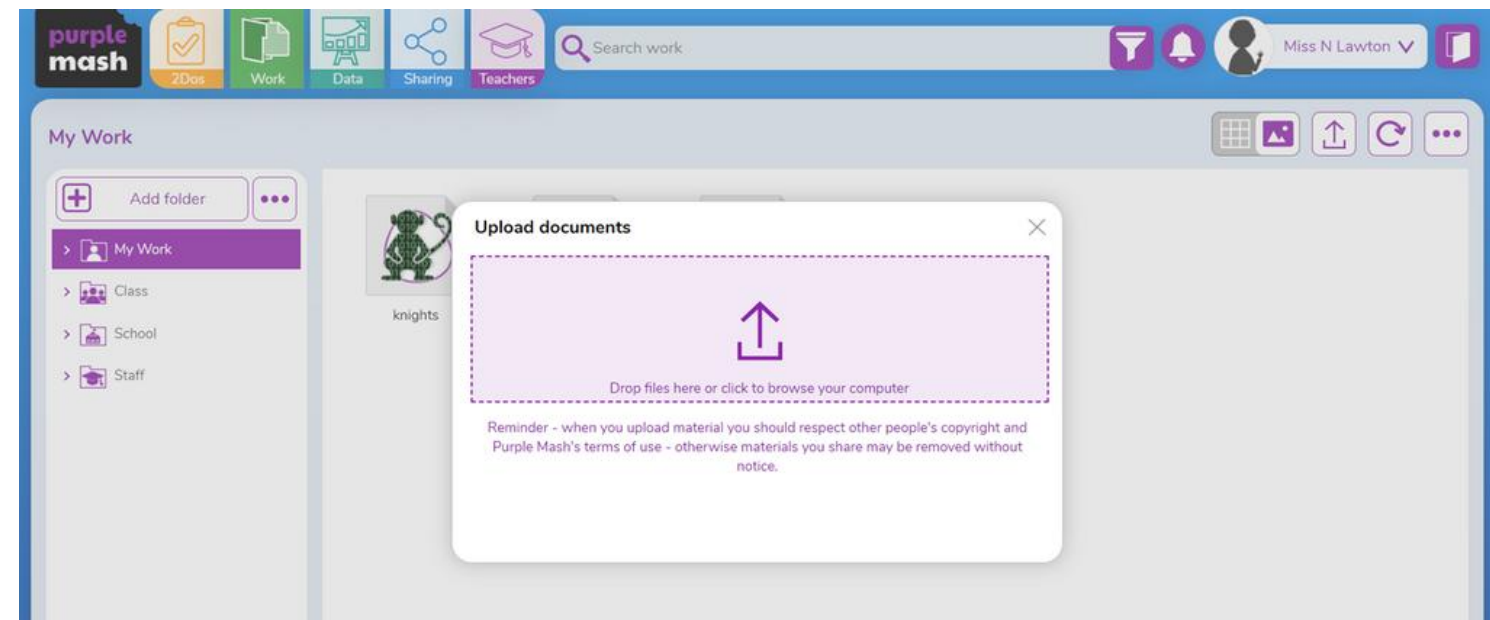 purple
mash
2Dos
Work
Data
Sharing
Teachers
Search work
Miss N Lawton
My Work
Add folder
My Work
Class
School
Staff
knights
Upload documents
Drop files here or click to browse your computer
Reminder - when you upload material you should respect other people's copyright and
Purple Mash's terms of use - otherwise materials you share may be removed without
notice.